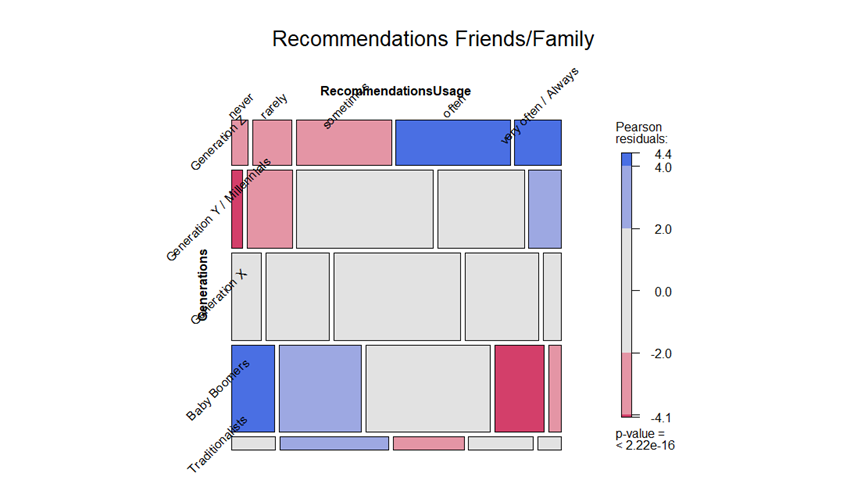 Recommendations Friends/Family
RecommendationsUsage
never
rarely
sometimes
often
very often / Always
Generations
Generation Z
Generation Y / Millennials
Generation X
Baby Boomers
Traditionalists
Pearson
residuals:
4.4
4.0
2.0
0.0
-2.0
-4.1
p-value =
< 2.22e-16